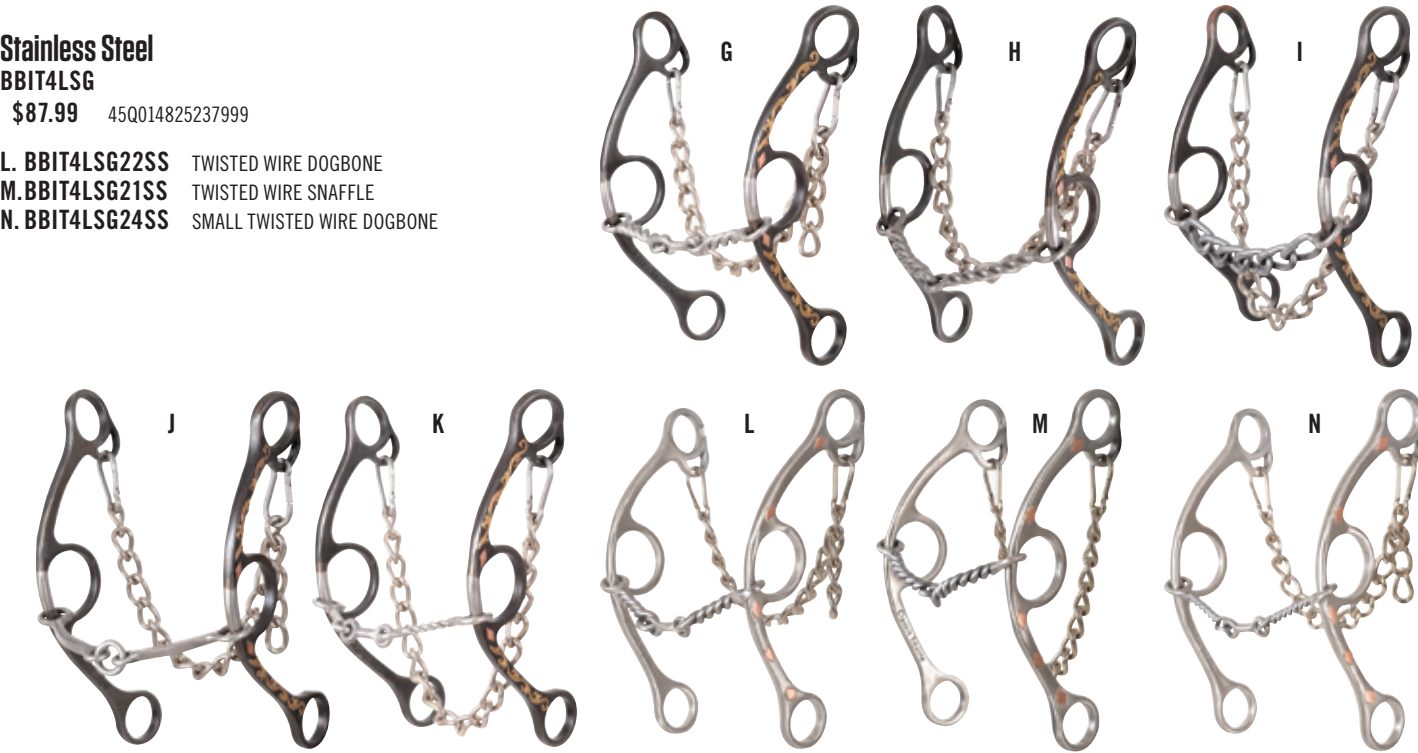 Stainless Steel
BBIT4LSG
$87.99 45Q014825237999
L. BBIT4LSG22SS TWISTED WIRE DOGBONE
M.BBIT4LSG21SS TWISTED WIRE SNAFFLE
N. BBIT4LSG24SS SMALL TWISTED WIRE DOGBONE
G H I
J K L M N